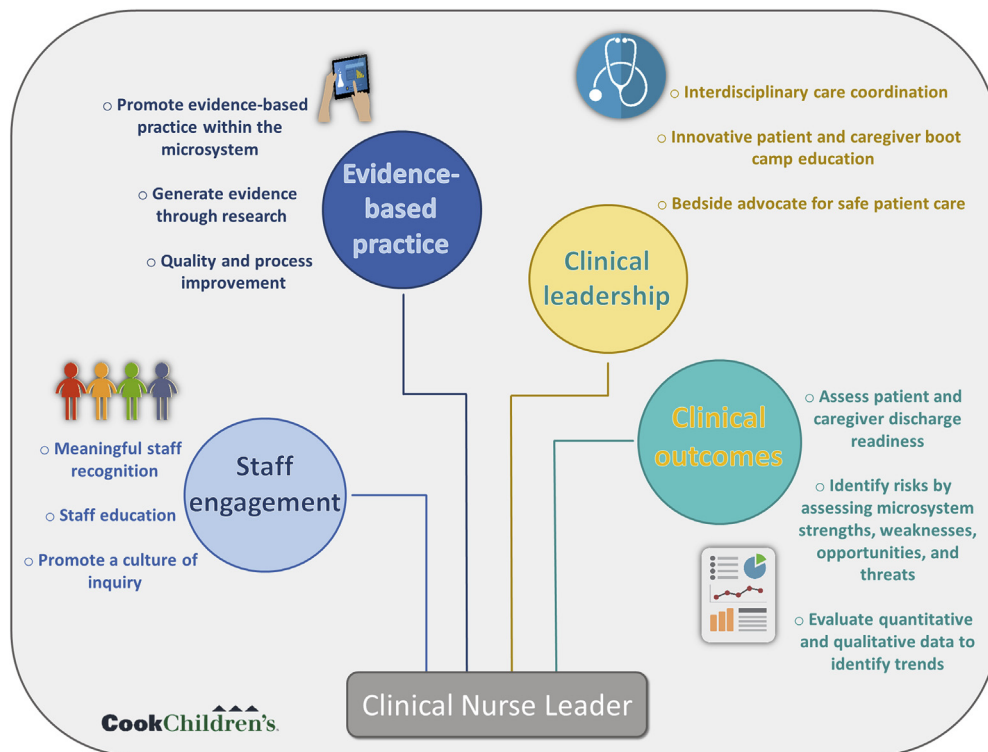 ○ Promote evidence-based
practice within the
microsystem
○ Generate evidence
through research
○ Quality and process
improvement
Evidence-
based
practice
○ Interdisciplinary care coordination
○ Innovative patient and caregiver boot
camp education
○ Bedside advocate for safe patient care
Clinical
leadership
○ Meaningful staff
recognition
○ Staff education
○ Promote a culture of
inquiry
Staff
engagement
Clinical
outcomes
○ Assess patient and
caregiver discharge
readiness
○ Identify risks by
assessing microsystem
strengths, weaknesses,
opportunities, and
threats
○ Evaluate quantitative
and qualitative data to
identify trends
Clinical Nurse Leader
CookChildren's.